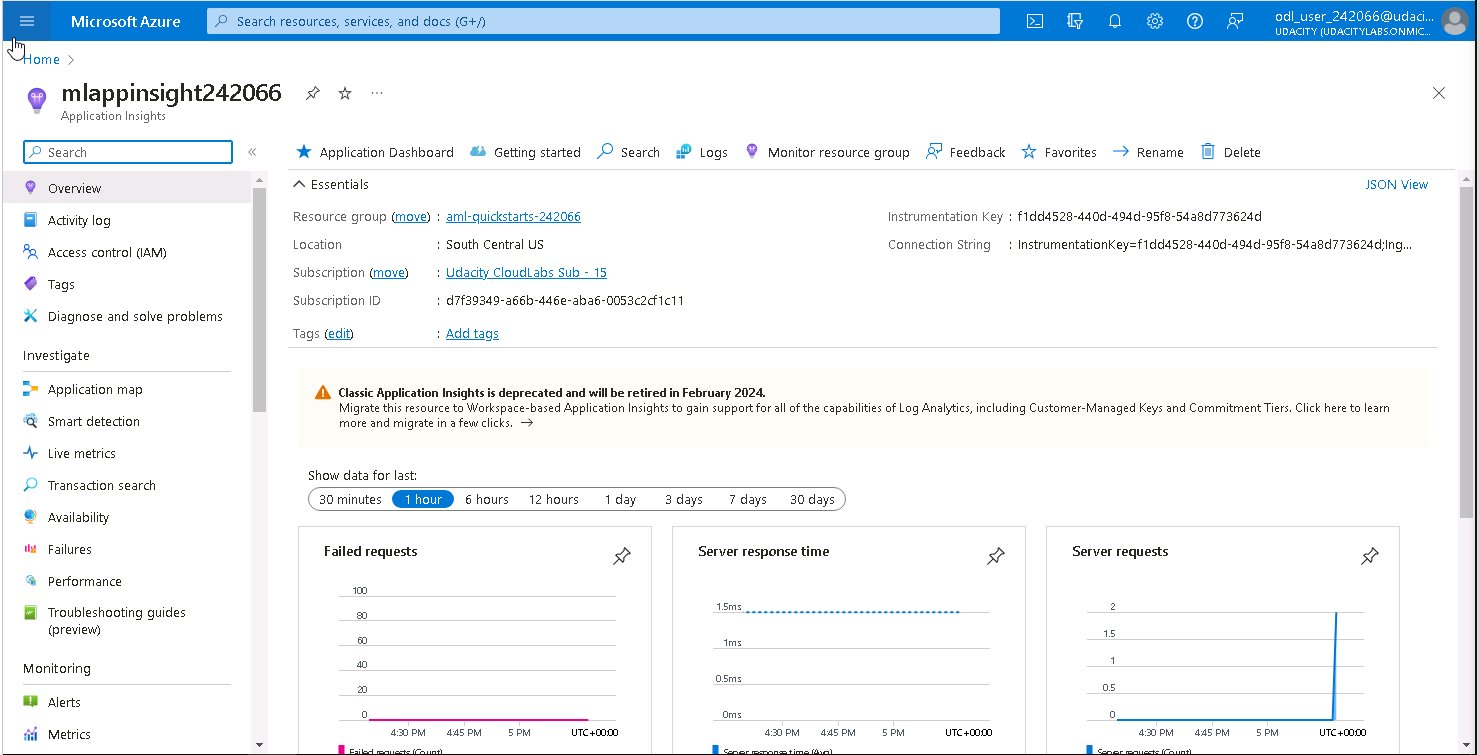 Microsoft Azure
Search resources, services, and docs (G+/)
odl_user_242066@udaci...
UDACITY (UDACITYLABS.ONMIC...
Home
mlappinsight242066
Application Insights
Search
Application Dashboard
Getting started
Search
Logs
Monitor resource group
Feedback
Favorites
Rename
Delete
Overview
Activity log
Access control (IAM)
Tags
Diagnose and solve problems
Investigate
Application map
Smart detection
Live metrics
Transaction search
Availability
Failures
Performance
Troubleshooting guides
(preview)
Monitoring
Alerts
Metrics
Essentials
JSON View
Resource group (move) : aml-quickstarts-242066
Location : South Central US
Subscription (move) : Udacity CloudLabs Sub - 15
Subscription ID : d7f39349-a66b-446e-aba6-0053c2cf1c11
Tags (edit) : Add tags
Instrumentation Key : f1dd4528-440d-494d-95f8-54a8d773624d
Connection String : InstrumentationKey=f1dd4528-440d-494d-95f8-54a8d773624d;Ing...
Classic Application Insights is deprecated and will be retired in February 2024.
Migrate this resource to Workspace-based Application Insights to gain support for all of the capabilities of Log Analytics, including Customer-Managed Keys and Commitment Tiers. Click here to learn
more and migrate in a few clicks. →
Show data for last:
30 minutes 1 hour 6 hours 12 hours 1 day 3 days 7 days 30 days
Failed requests
100
80
60
40
20
0
4:30 PM 4:45 PM 5 PM UTC+00:00
Failed requests (Count)
Server response time
1.5ms
1ms
0.5ms
0ms
4:30 PM 4:45 PM 5 PM UTC+00:00
Server response time (Avg)
Server requests
2
1.5
1
0.5
0
4:30 PM 4:45 PM 5 PM UTC+00:00
Server requests (Count)